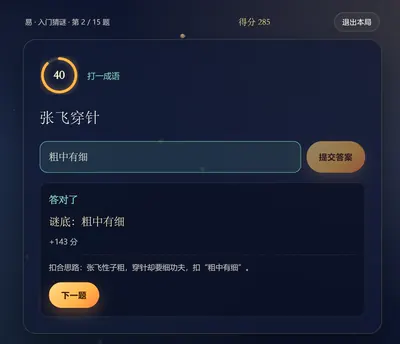 易 · 入门猜谜 · 第 2 / 15 题
得分 285
退出本局
40
打一成语
张飞穿针
粗中有细
提交答案
答对了
谜底：粗中有细
+143 分
扣合思路：张飞性子粗，穿针却要细功夫，扣“粗中有细”。
下一题